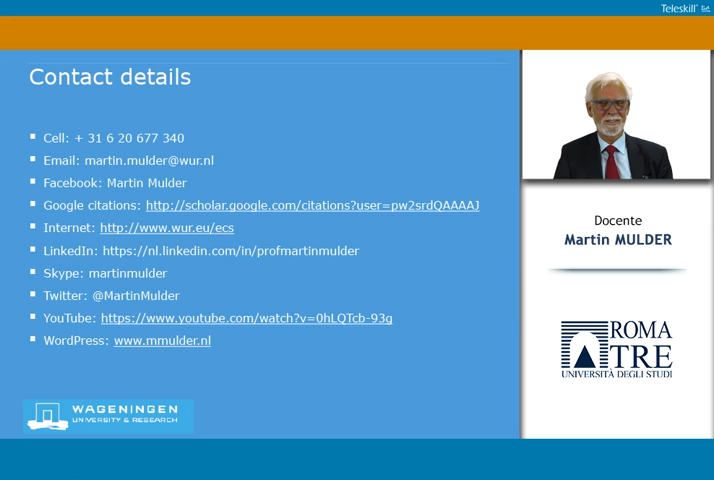 Teleskill
Contact details
Cell: + 31 6 20 677 340
Email: martin.mulder@wur.nl
Facebook: Martin Mulder
Google citations: http://scholar.google.com/citations?user=pw2srdQAAAAJ
Internet: http://www.wur.eu/ecs
LinkedIn: https://nl.linkedin.com/in/profmartinmulder
Skype: martinmulder
Twitter: @MartinMulder
YouTube: https://www.youtube.com/watch?v=0hLQTcb-93g
WordPress: www.mmulder.nl
WAGENINGEN
UNIVERSITY & RESEARCH
Docente
Martin MULDER
ROMA
TRE
UNIVERSITÀ DEGLI STUDI